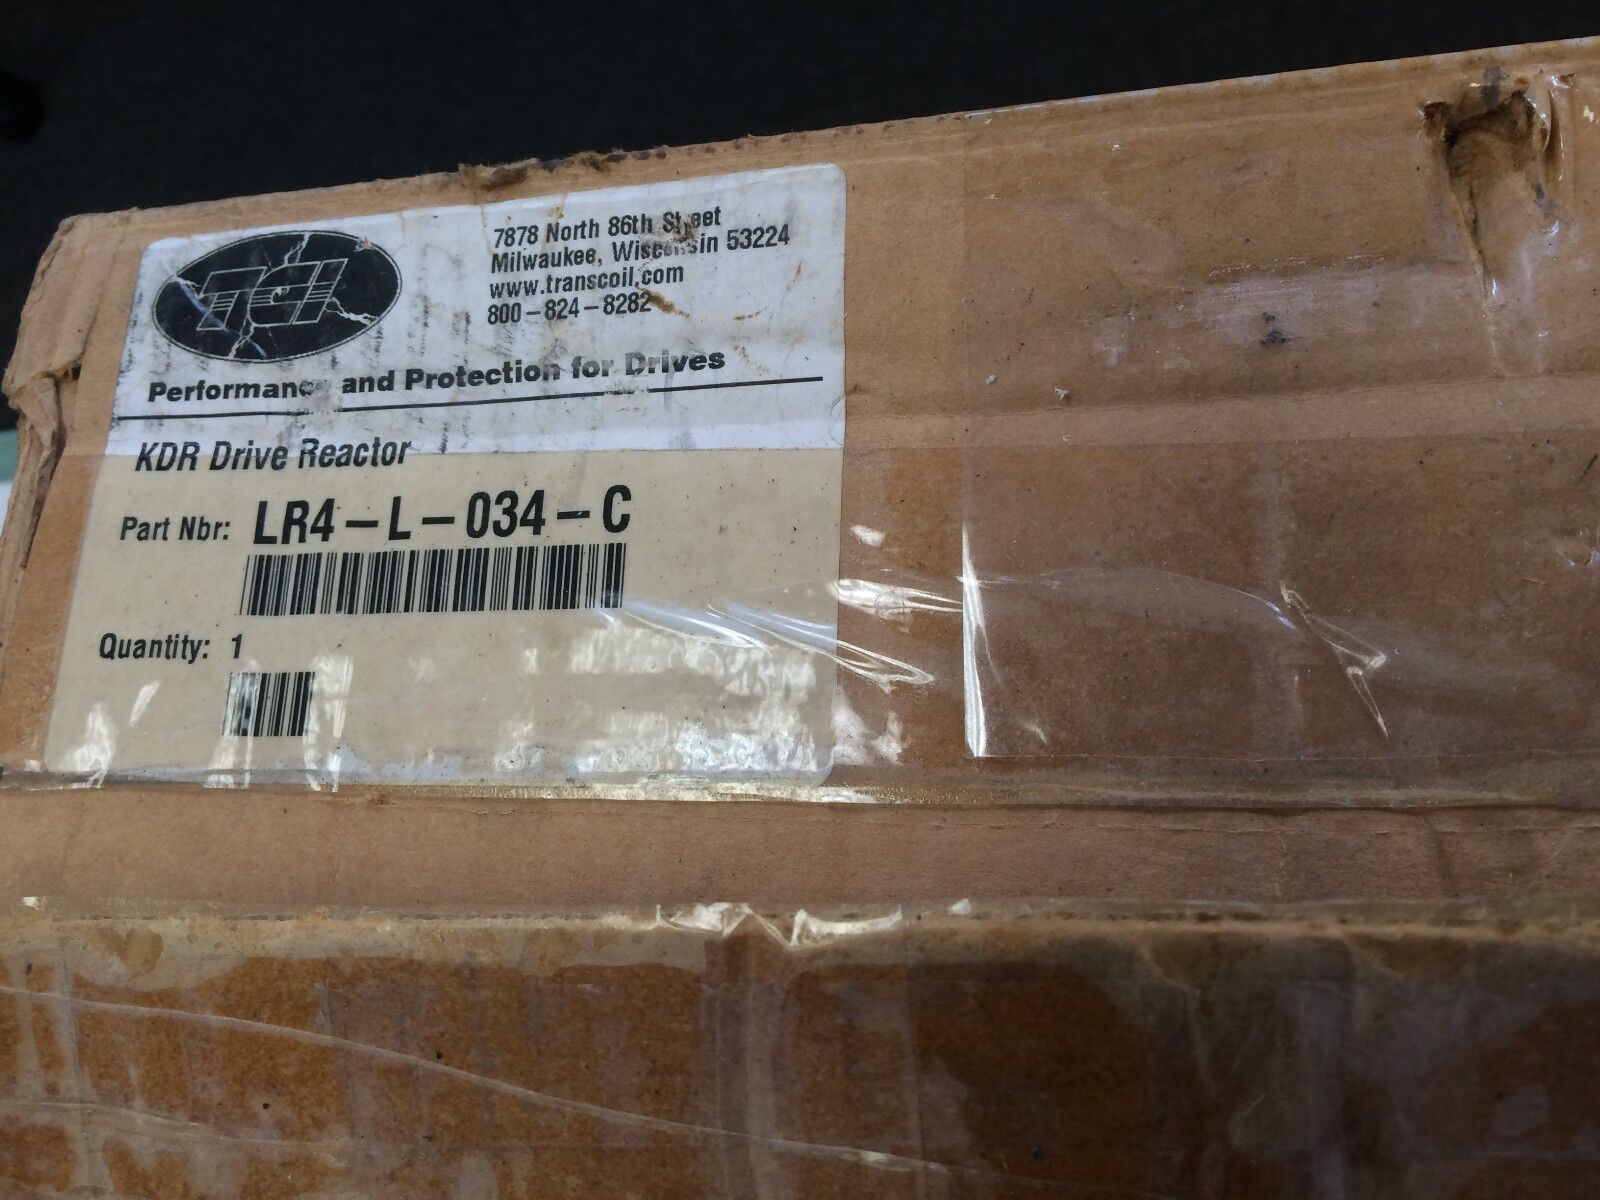 TCI
7878 North 86th Street
Milwaukee, Wisconsin 53224
www.transcoil.com
800-824-8282
Performance and Protection for Drives
KDR Drive Reactor
Part Nbr: LR4-L-034-C
Quantity: 1